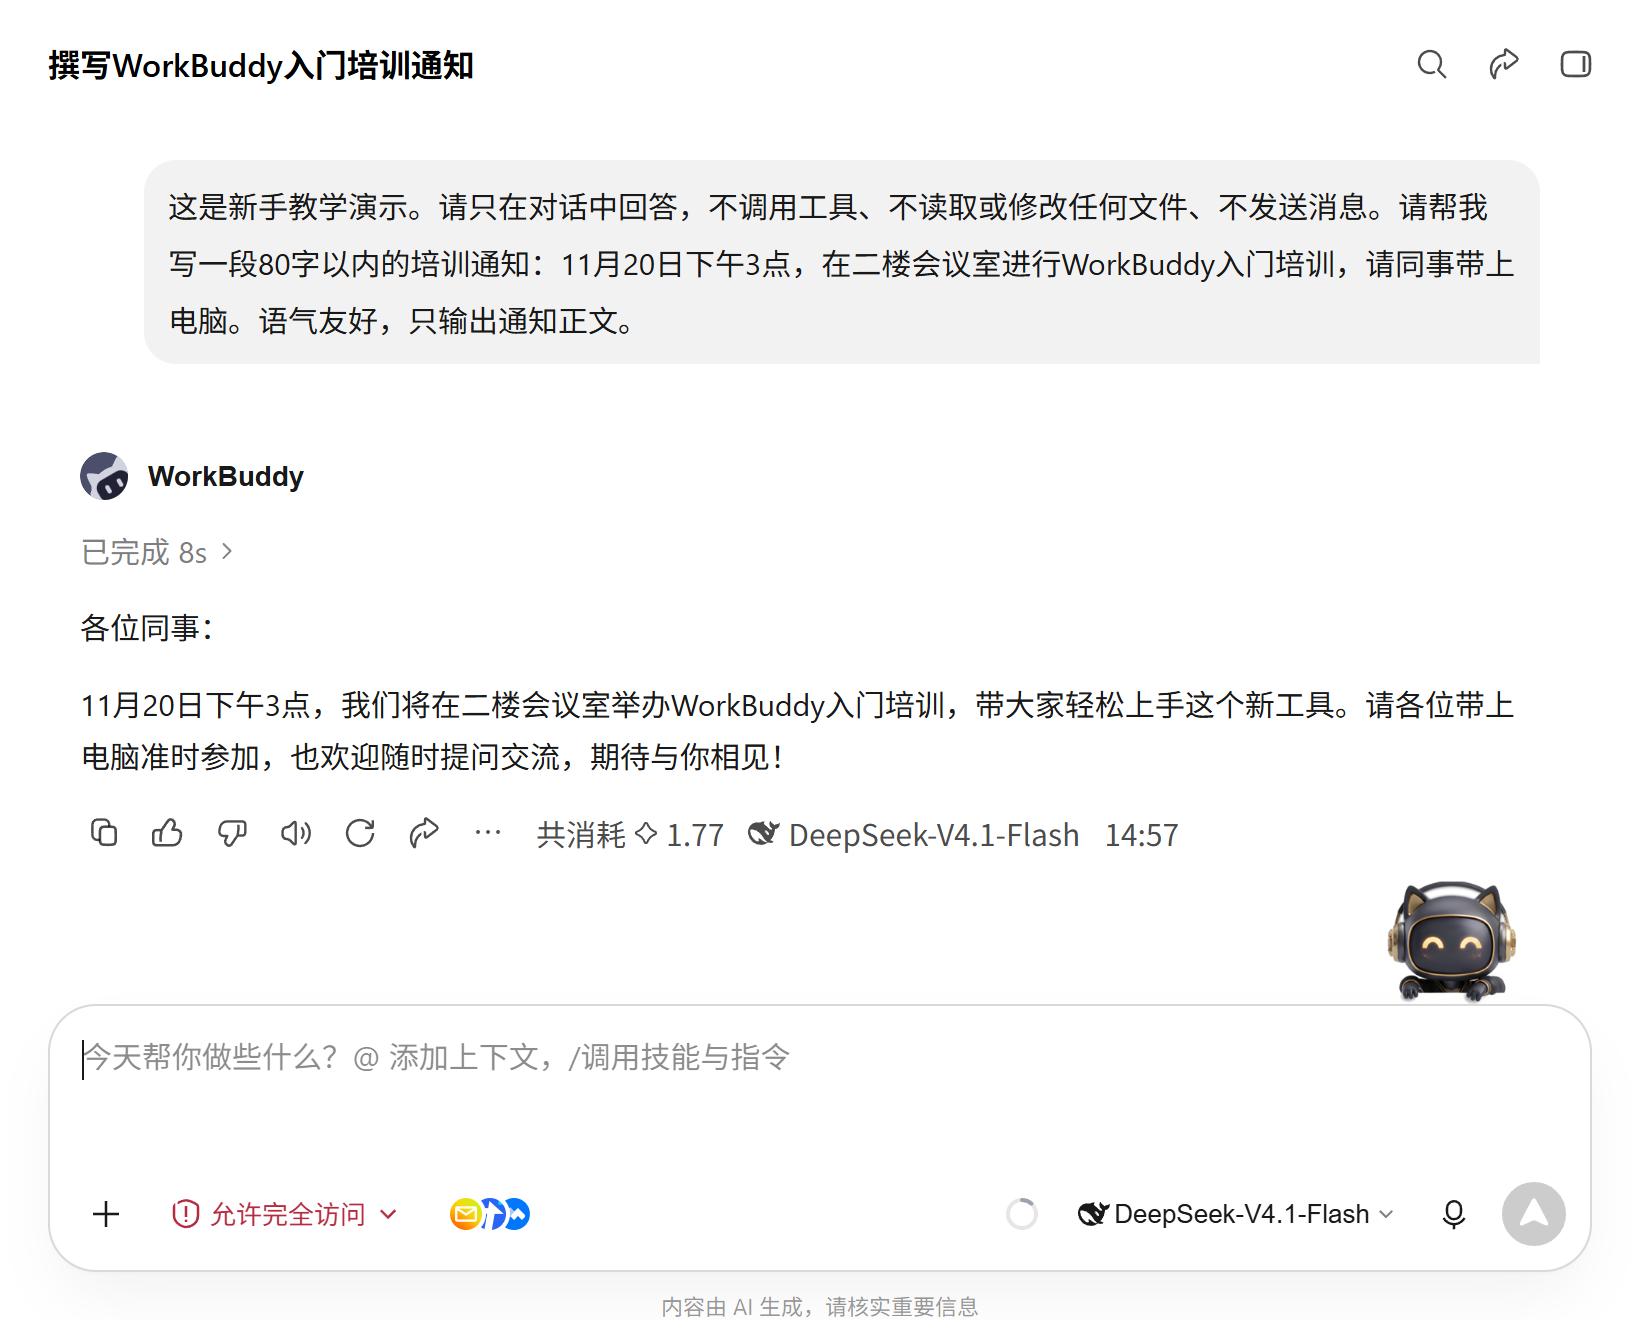 撰写WorkBuddy入门培训通知
这是新手教学演示。请只在对话中回答，不调用工具、不读取或修改任何文件、不发送消息。请帮我
写一段80字以内的培训通知：11月20日下午3点，在二楼会议室进行WorkBuddy入门培训，请同事带上
电脑。语气友好，只输出通知正文。
WorkBuddy
已完成 8s
各位同事：
11月20日下午3点，我们将在二楼会议室举办WorkBuddy入门培训，带大家轻松上手这个新工具。请各位带上
电脑准时参加，也欢迎随时提问交流，期待与你相见！
共消耗 1.77 DeepSeek-V4.1-Flash 14:57
今天帮你做些什么？@ 添加上下文，/调用技能与指令
允许完全访问 DeepSeek-V4.1-Flash
内容由 AI 生成，请核实重要信息